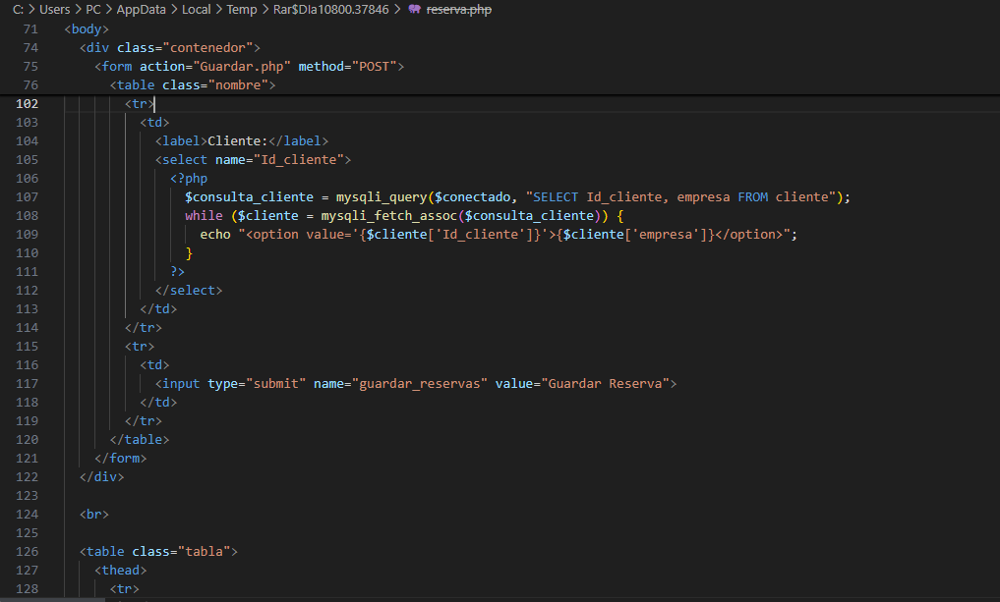 C: > Users > PC > AppData > Local > Temp > Rar$DIa10800.37846 > reserva.php
71 <body>
74 <div class="contenedor">
75 <form action="Guardar.php" method="POST">
76 <table class="nombre">
102 <tr>
103 <td>
104 <label>Cliente:</label>
105 <select name="Id_cliente">
106 <?php
107 $consulta_cliente = mysqli_query($conectado, "SELECT Id_cliente, empresa FROM cliente");
108 while ($cliente = mysqli_fetch_assoc($consulta_cliente)) {
109 echo "<option value='{$cliente['Id_cliente']}'>{$cliente['empresa']}</option>";
110 }
111 ?>
112 </select>
113 </td>
114 </tr>
115 <tr>
116 <td>
117 <input type="submit" name="guardar_reservas" value="Guardar Reserva">
118 </td>
119 </tr>
120 </table>
121 </form>
122 </div>
123
124 <br>
125
126 <table class="tabla">
127 <thead>
128 <tr>